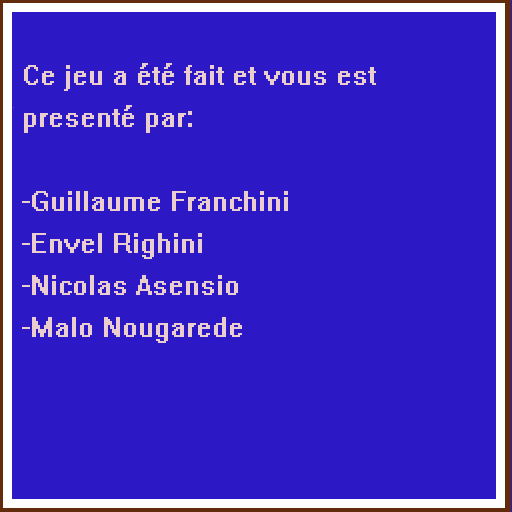 Ce jeu a été fait et vous est
presenté par:
-Guillaume Franchini
-Envel Righini
-Nicolas Asensio
-Malo Nougarede